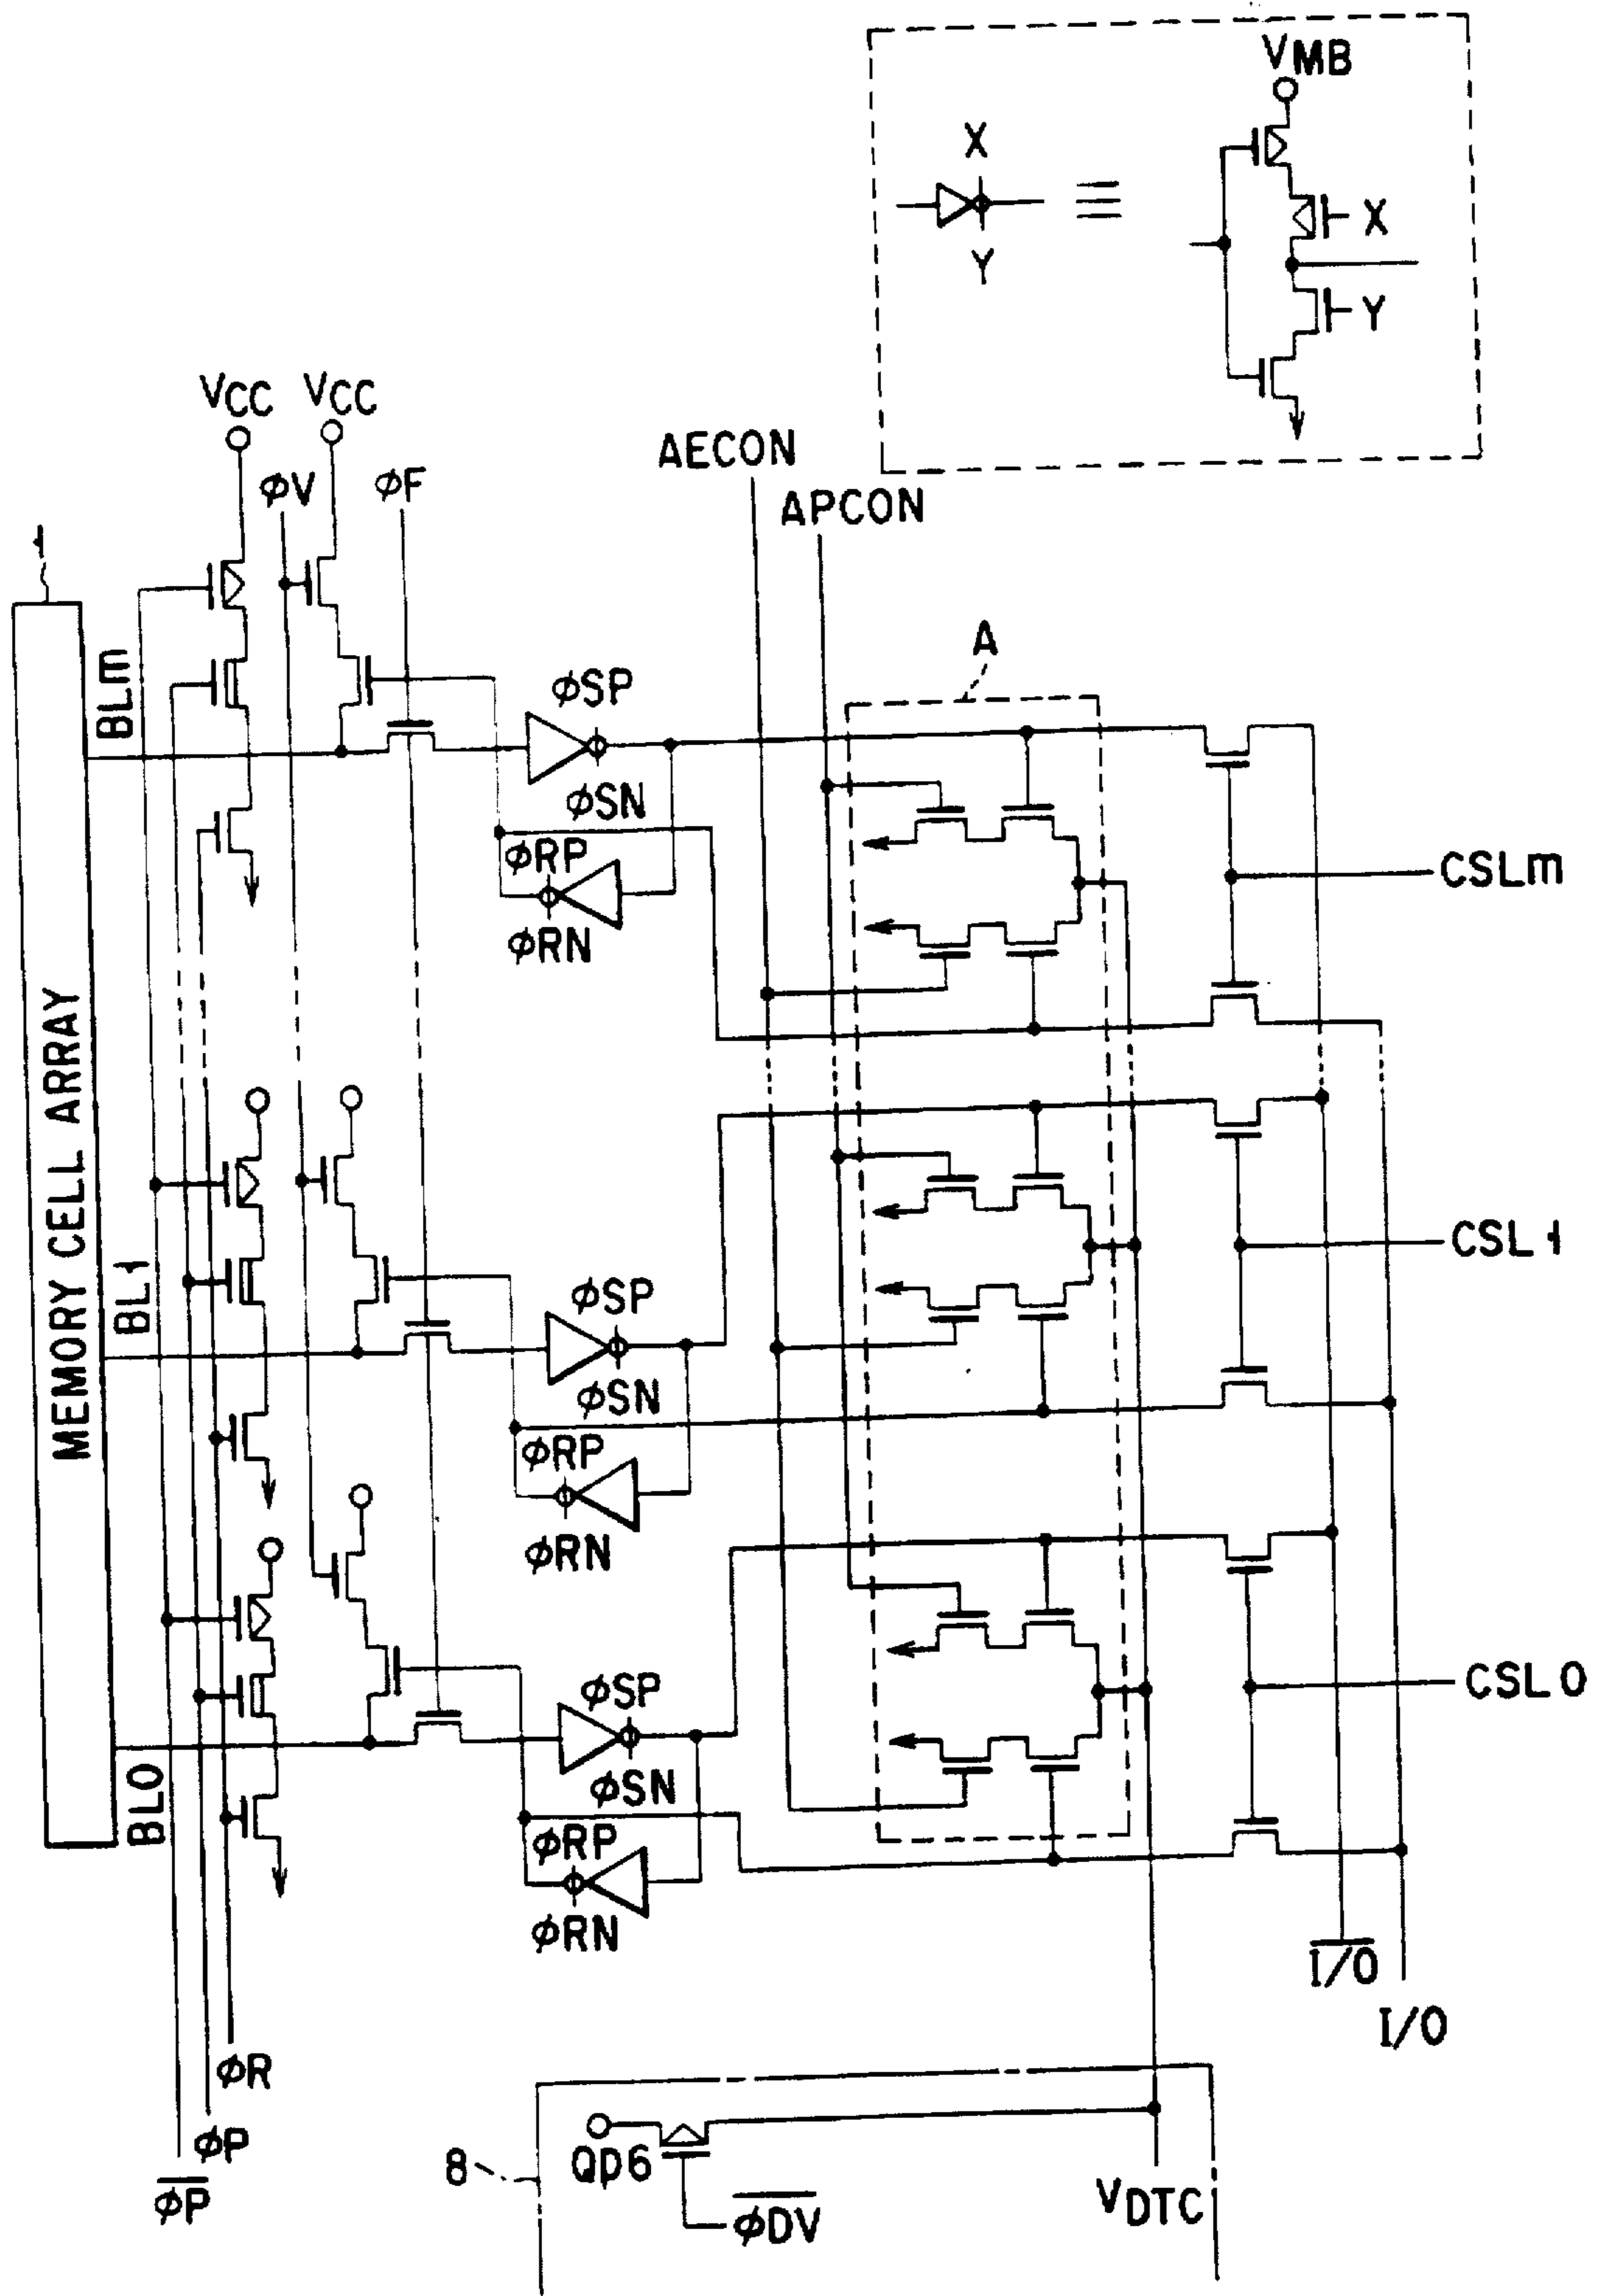 VMB
X
X
Y
Y
VCC VCC
AECON
φV
φF
APCON
1
A
BLm
φSP
φSN
φRP
φRN
CSLm
MEMORY CELL ARRAY
BL1
φSP
φSN
CSL1
φRP
φRN
φSP
φSN
CSL0
BL0
φRP
φRN
I/O
I/O
φR
φP
φP
8
QD6
φDV
VDTC